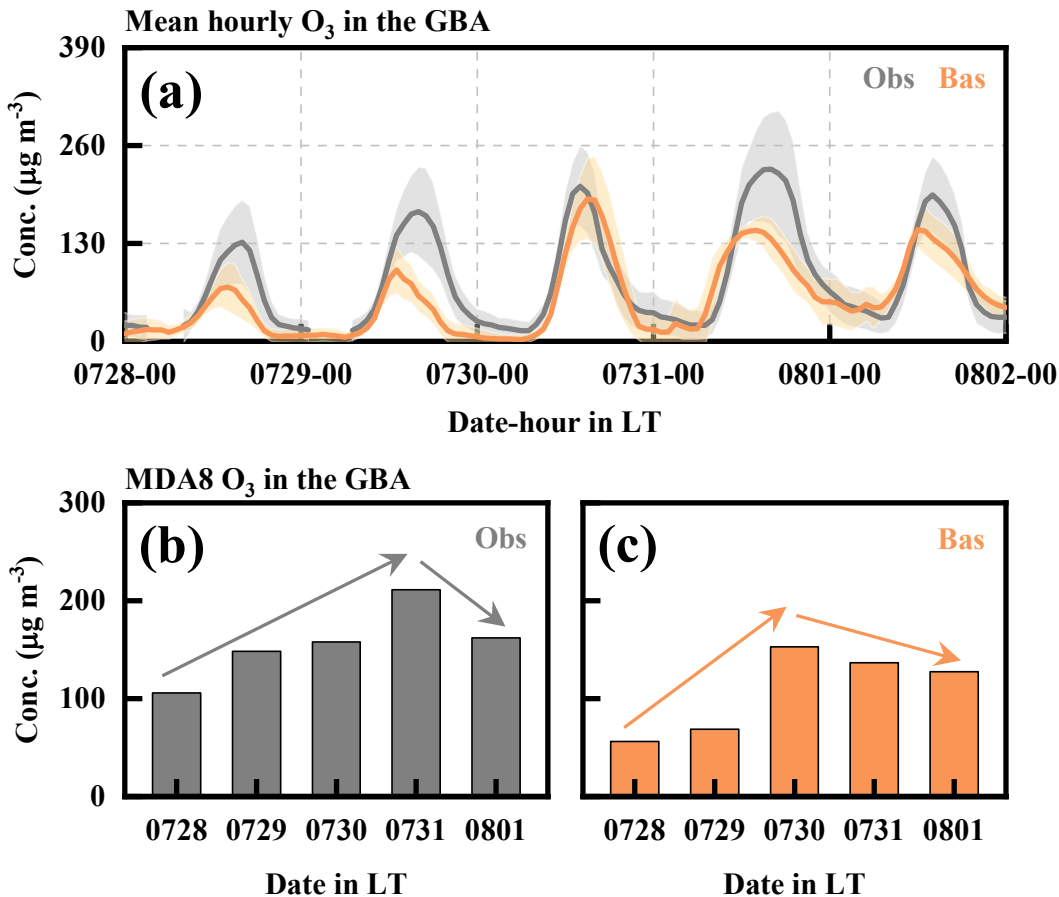 Mean hourly O3 in the GBA
390
(a)
Obs Bas
260
Conc. (μg m-3)
130
0
0728-00 0729-00 0730-00 0731-00 0801-00 0802-00
Date-hour in LT
MDA8 O3 in the GBA
300
(b) Obs (c) Bas
200
Conc. (μg m-3)
100
0
0728 0729 0730 0731 0801 0728 0729 0730 0731 0801
Date in LT Date in LT